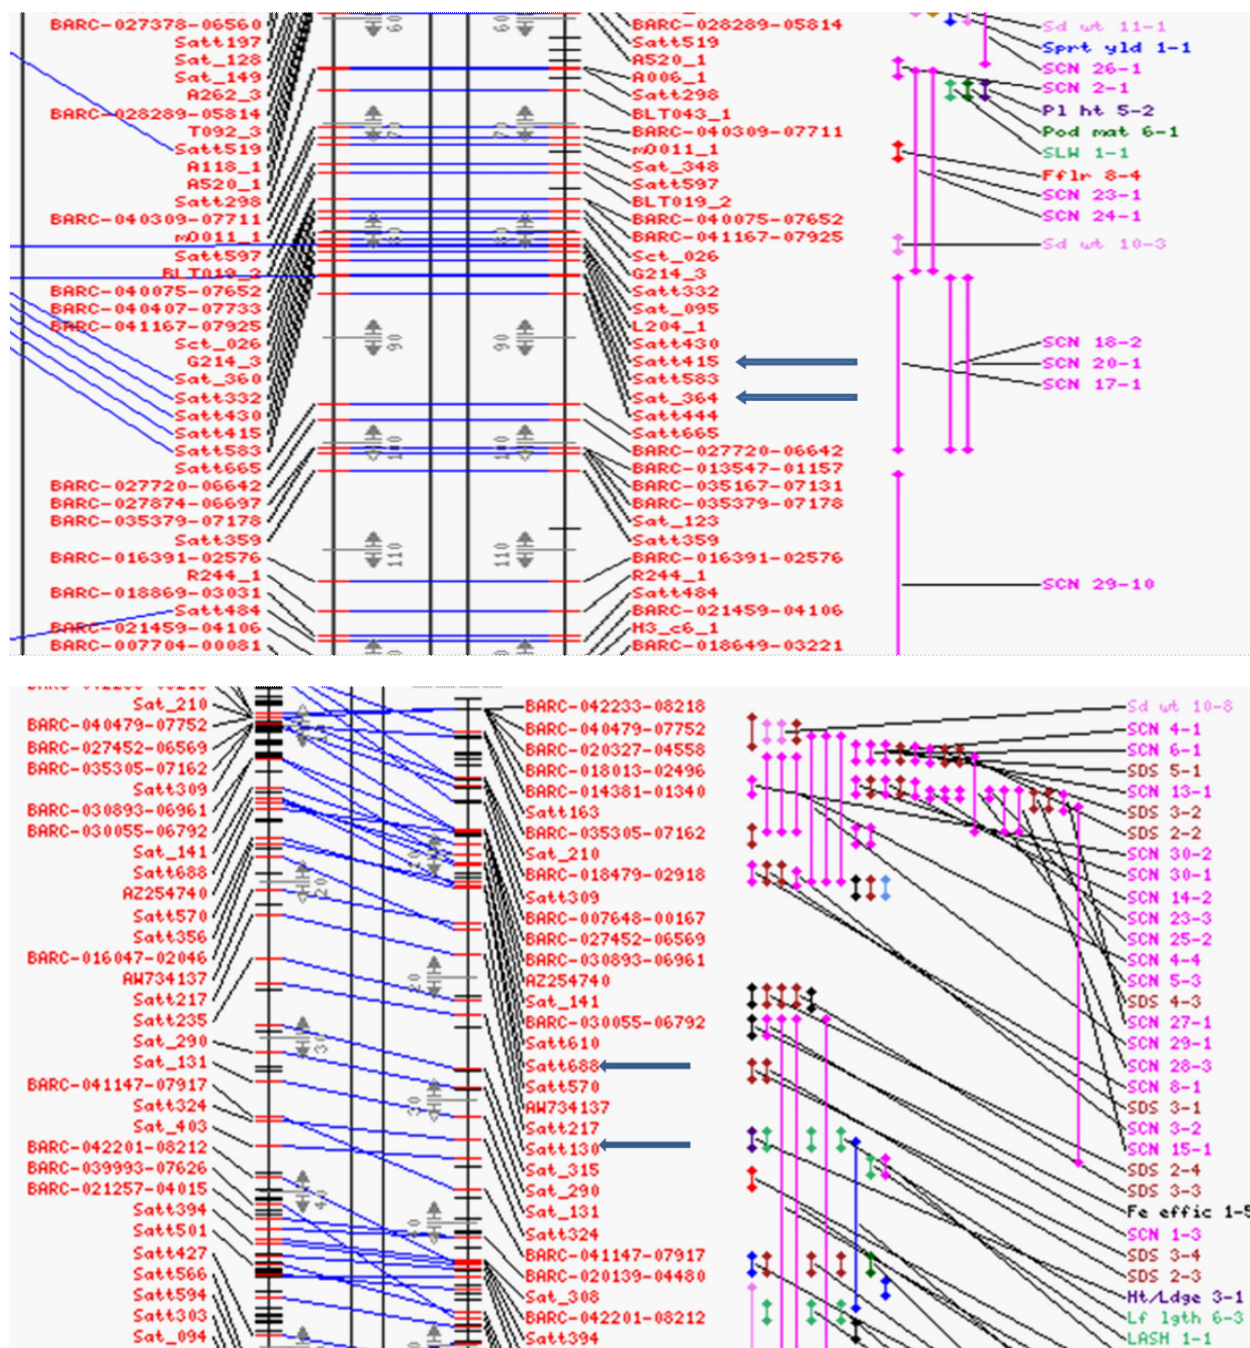 BARC-027378-06560
Satt197
Sat_128
Sat_149
A262_3
BARC-028289-05814
T092_3
Satt519
A118_1
A520_1
Satt298
BARC-040309-07711
m0011_1
Satt597
BLT019_2
BARC-040075-07652
BARC-040407-07733
BARC-041167-07925
Sct_026
G214_3
Sat_360
Satt332
Satt430
Satt415
Satt583
Satt665
BARC-027720-06642
BARC-027874-06697
BARC-035379-07178
Satt359
BARC-016391-02576
R244_1
BARC-018869-03031
Satt484
BARC-021459-04106
BARC-007704-00081
60
70
90
100
110
60
70
90
100
110
BARC-028289-05814
Satt519
A520_1
A006_1
Satt298
BLT043_1
BARC-040309-07711
m0011_1
Sat_348
Satt597
BLT019_2
BARC-040075-07652
BARC-041167-07925
Sct_026
G214_3
Satt332
Sat_095
L204_1
Satt430
Satt415
Satt583
Sat_364
Satt444
Satt665
BARC-027720-06642
BARC-013547-01157
BARC-035167-07131
BARC-035379-07178
Sat_123
Satt359
BARC-016391-02576
R244_1
Satt484
BARC-021459-04106
H3_c6_1
BARC-018649-03221
Sd wt 11-1
Sprt yld 1-1
SCN 26-1
SCN 2-1
Pl ht 5-2
Pod mat 6-1
SLW 1-1
Fflr 8-4
SCN 23-1
SCN 24-1
Sd wt 10-3
SCN 18-2
SCN 20-1
SCN 17-1
SCN 29-10
Sat_210
BARC-040479-07752
BARC-027452-06569
BARC-035305-07162
Satt309
BARC-030893-06961
BARC-030055-06792
Sat_141
Satt688
AZ254740
Satt570
Satt356
BARC-016047-02046
AW734137
Satt217
Satt235
Sat_290
Sat_131
BARC-041147-07917
Satt324
Sat_403
BARC-042201-08212
BARC-039993-07626
BARC-021257-04015
Satt394
Satt501
Satt427
Satt566
Satt594
Satt303
Sat_094
20
30
40
20
30
BARC-042233-08218
BARC-040479-07752
BARC-020327-04558
BARC-018013-02496
BARC-014381-01340
Satt163
BARC-035305-07162
Sat_210
BARC-018479-02918
Satt309
BARC-007648-00167
BARC-027452-06569
BARC-030893-06961
AZ254740
Sat_141
BARC-030055-06792
Satt610
Satt688
Satt570
AW734137
Satt217
Satt130
Sat_315
Sat_290
Sat_131
Satt324
BARC-041147-07917
BARC-020139-04480
Sat_308
BARC-042201-08212
Satt394
Sd wt 10-8
SCN 4-1
SCN 6-1
SDS 5-1
SCN 13-1
SDS 3-2
SDS 2-2
SCN 30-2
SCN 30-1
SCN 14-2
SCN 23-3
SCN 25-2
SCN 4-4
SCN 5-3
SDS 4-3
SCN 27-1
SCN 29-1
SCN 28-3
SCN 8-1
SDS 3-1
SCN 3-2
SCN 15-1
SDS 2-4
SDS 3-3
Fe effic 1-5
SCN 1-3
SDS 3-4
SDS 2-3
Ht/Ldge 3-1
Lf lgth 6-3
LASH 1-1